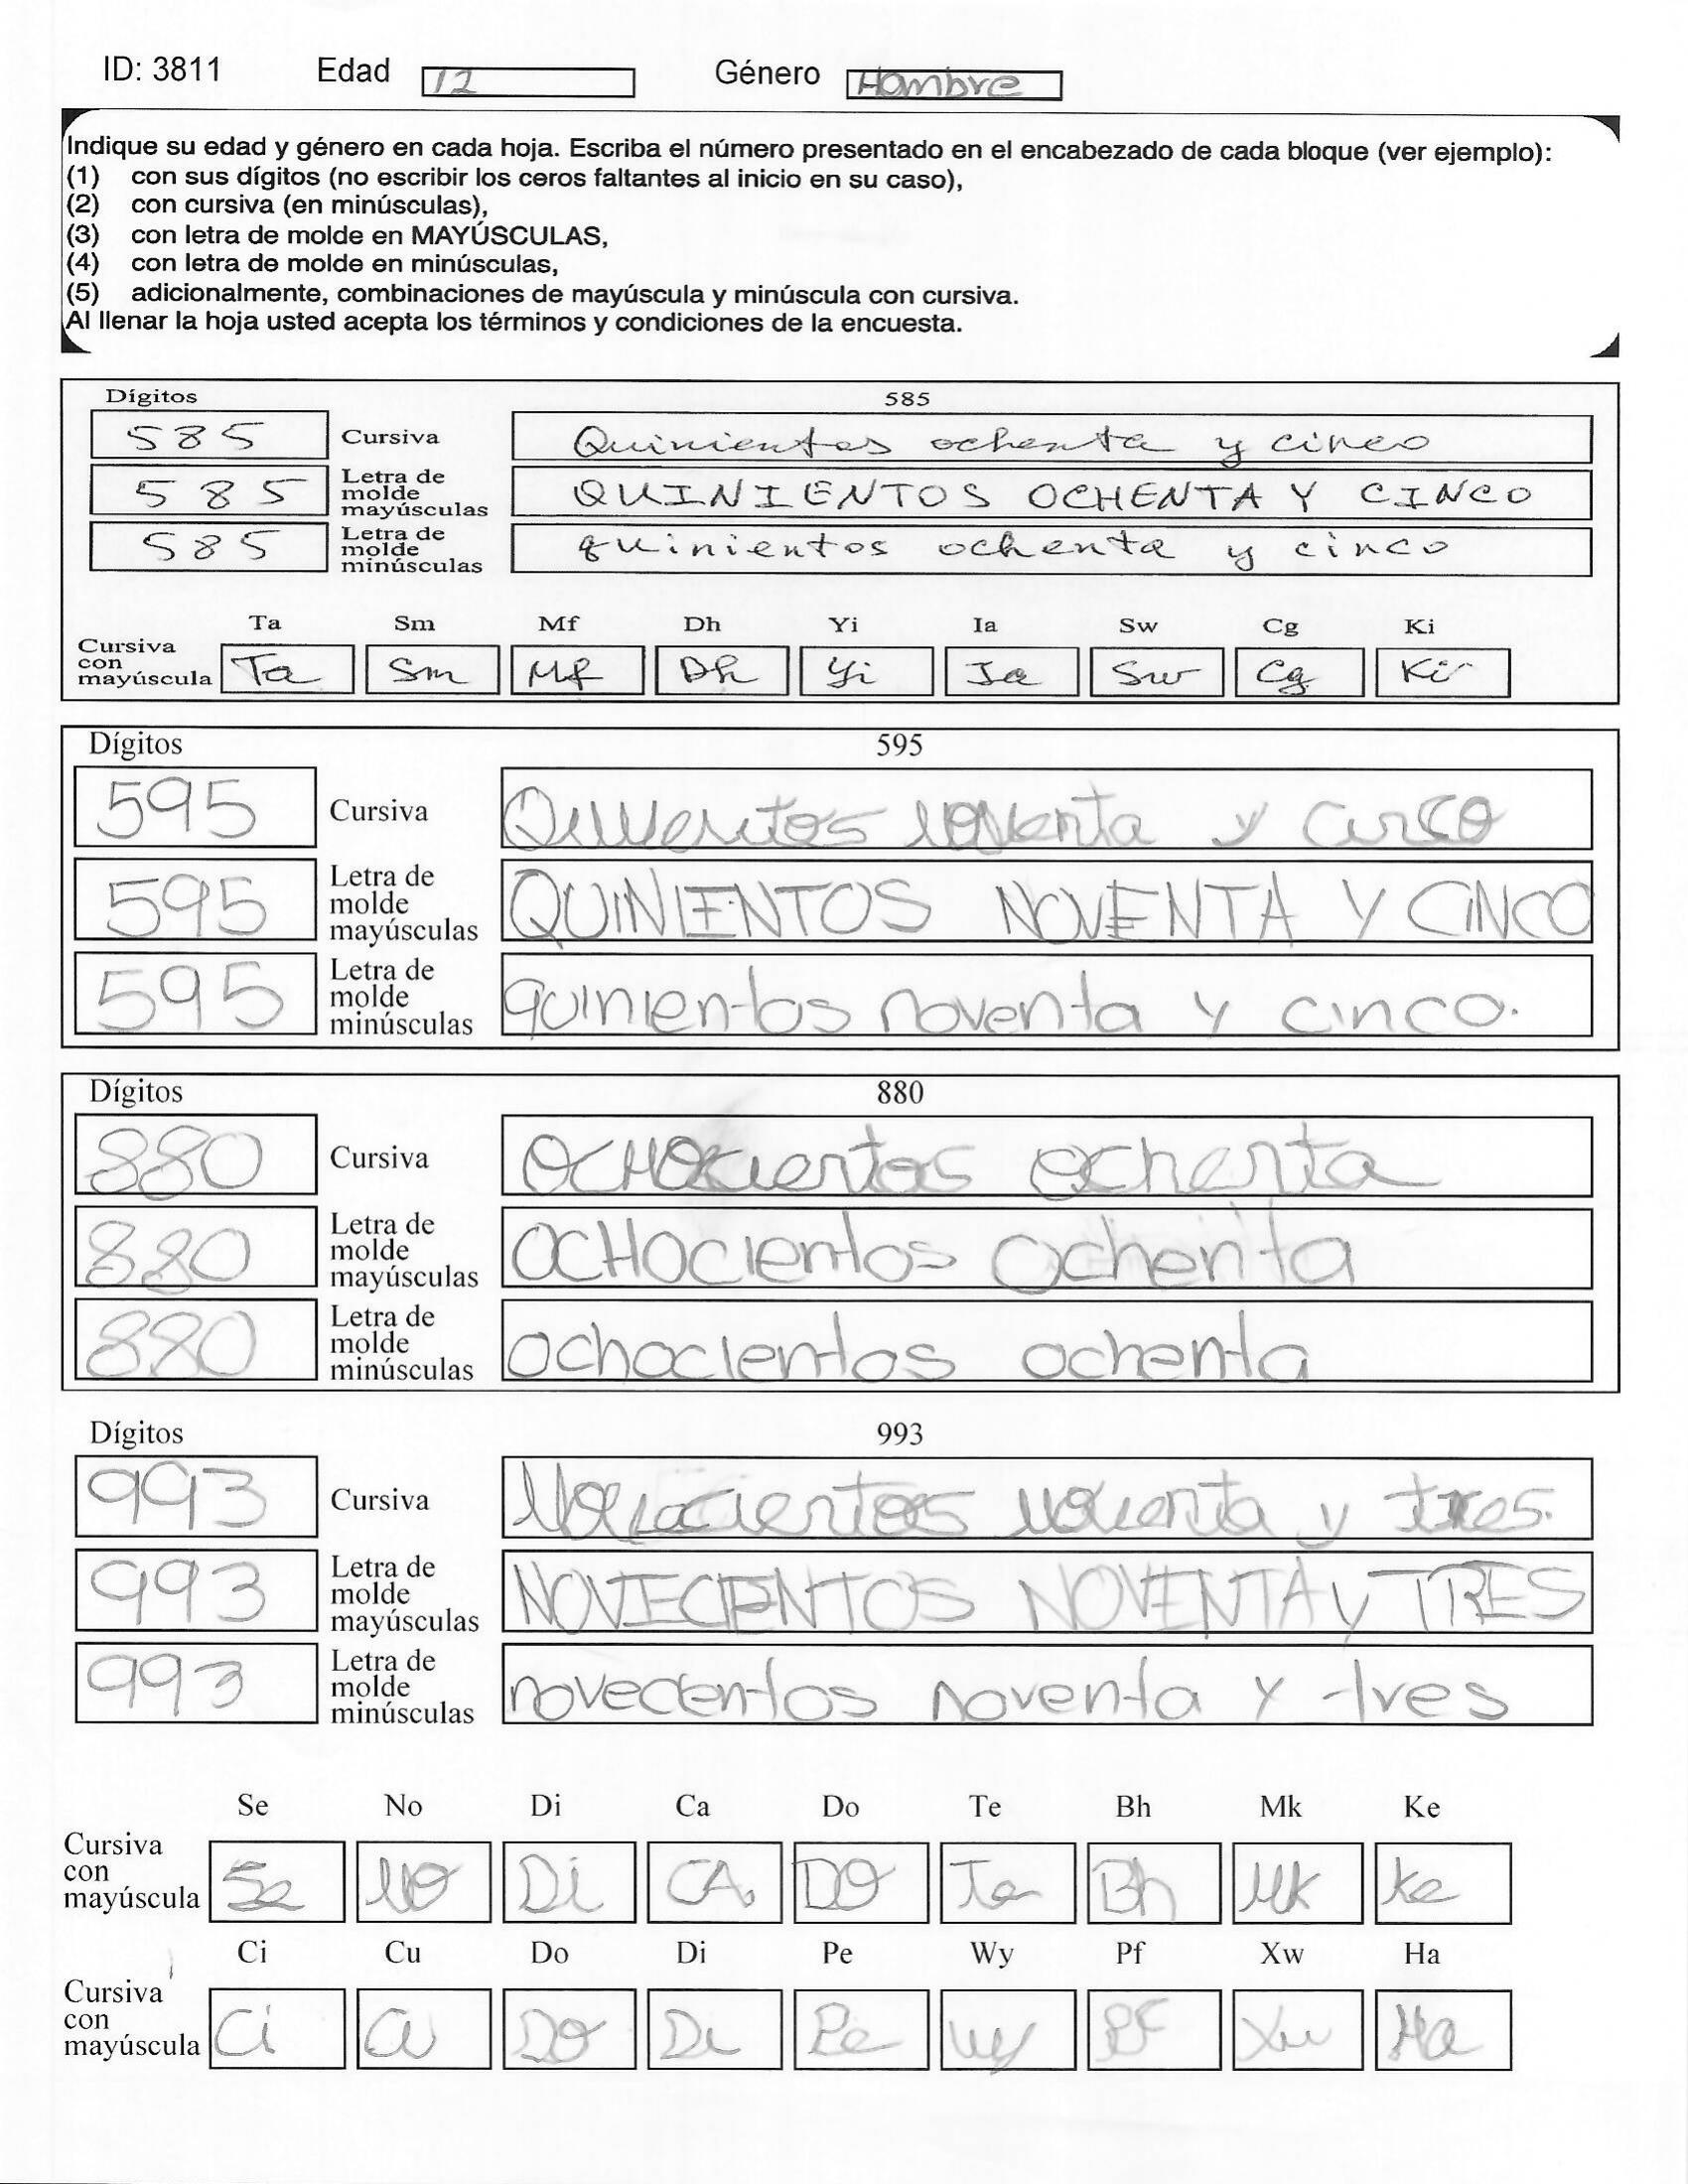 ID: 3811 Edad 12 Género Hombre
Indique su edad y género en cada hoja. Escriba el número presentado en el encabezado de cada bloque (ver ejemplo):
(1) con sus dígitos (no escribir los ceros faltantes al inicio en su caso),
(2) con cursiva (en minúsculas),
(3) con letra de molde en MAYÚSCULAS,
(4) con letra de molde en minúsculas,
(5) adicionalmente, combinaciones de mayúscula y minúscula con cursiva.
Al llenar la hoja usted acepta los términos y condiciones de la encuesta.
Dígitos 585
585 Cursiva Quinientos ochenta y cinco
585 Letra de molde mayúsculas QUINIENTOS OCHENTA Y CINCO
585 Letra de molde minúsculas quinientos ochenta y cinco
Ta Sm Mf Dh Yi Ia Sw Cg Ki
Cursiva con mayúscula Ta Sm Mf Dh Yi Ia Sw Cg Ki
Dígitos 595
595 Cursiva y
595 Letra de molde mayúsculas QUINIENTOS NOVENTA Y CINCO
595 Letra de molde minúsculas quinientos noventa y cinco.
Dígitos 880
880 Cursiva OCHOcientos ochenta
880 Letra de molde mayúsculas OCHOcientos Ochenta
880 Letra de molde minúsculas ochocientos ochenta
Dígitos 993
993 Cursiva y tres.
993 Letra de molde mayúsculas NOVECIENTOS NOVENTA y TRES
993 Letra de molde minúsculas noventa y tres
Se No Di Ca Do Te Bh Mk Ke
Cursiva con mayúscula Se NO Di CA. DO Te Bh Mk Ke
Ci Cu Do Di Pe Wy Pf Xw Ha
Cursiva con mayúscula Ci Cu DO Di Pe Wy PF Xw Ha